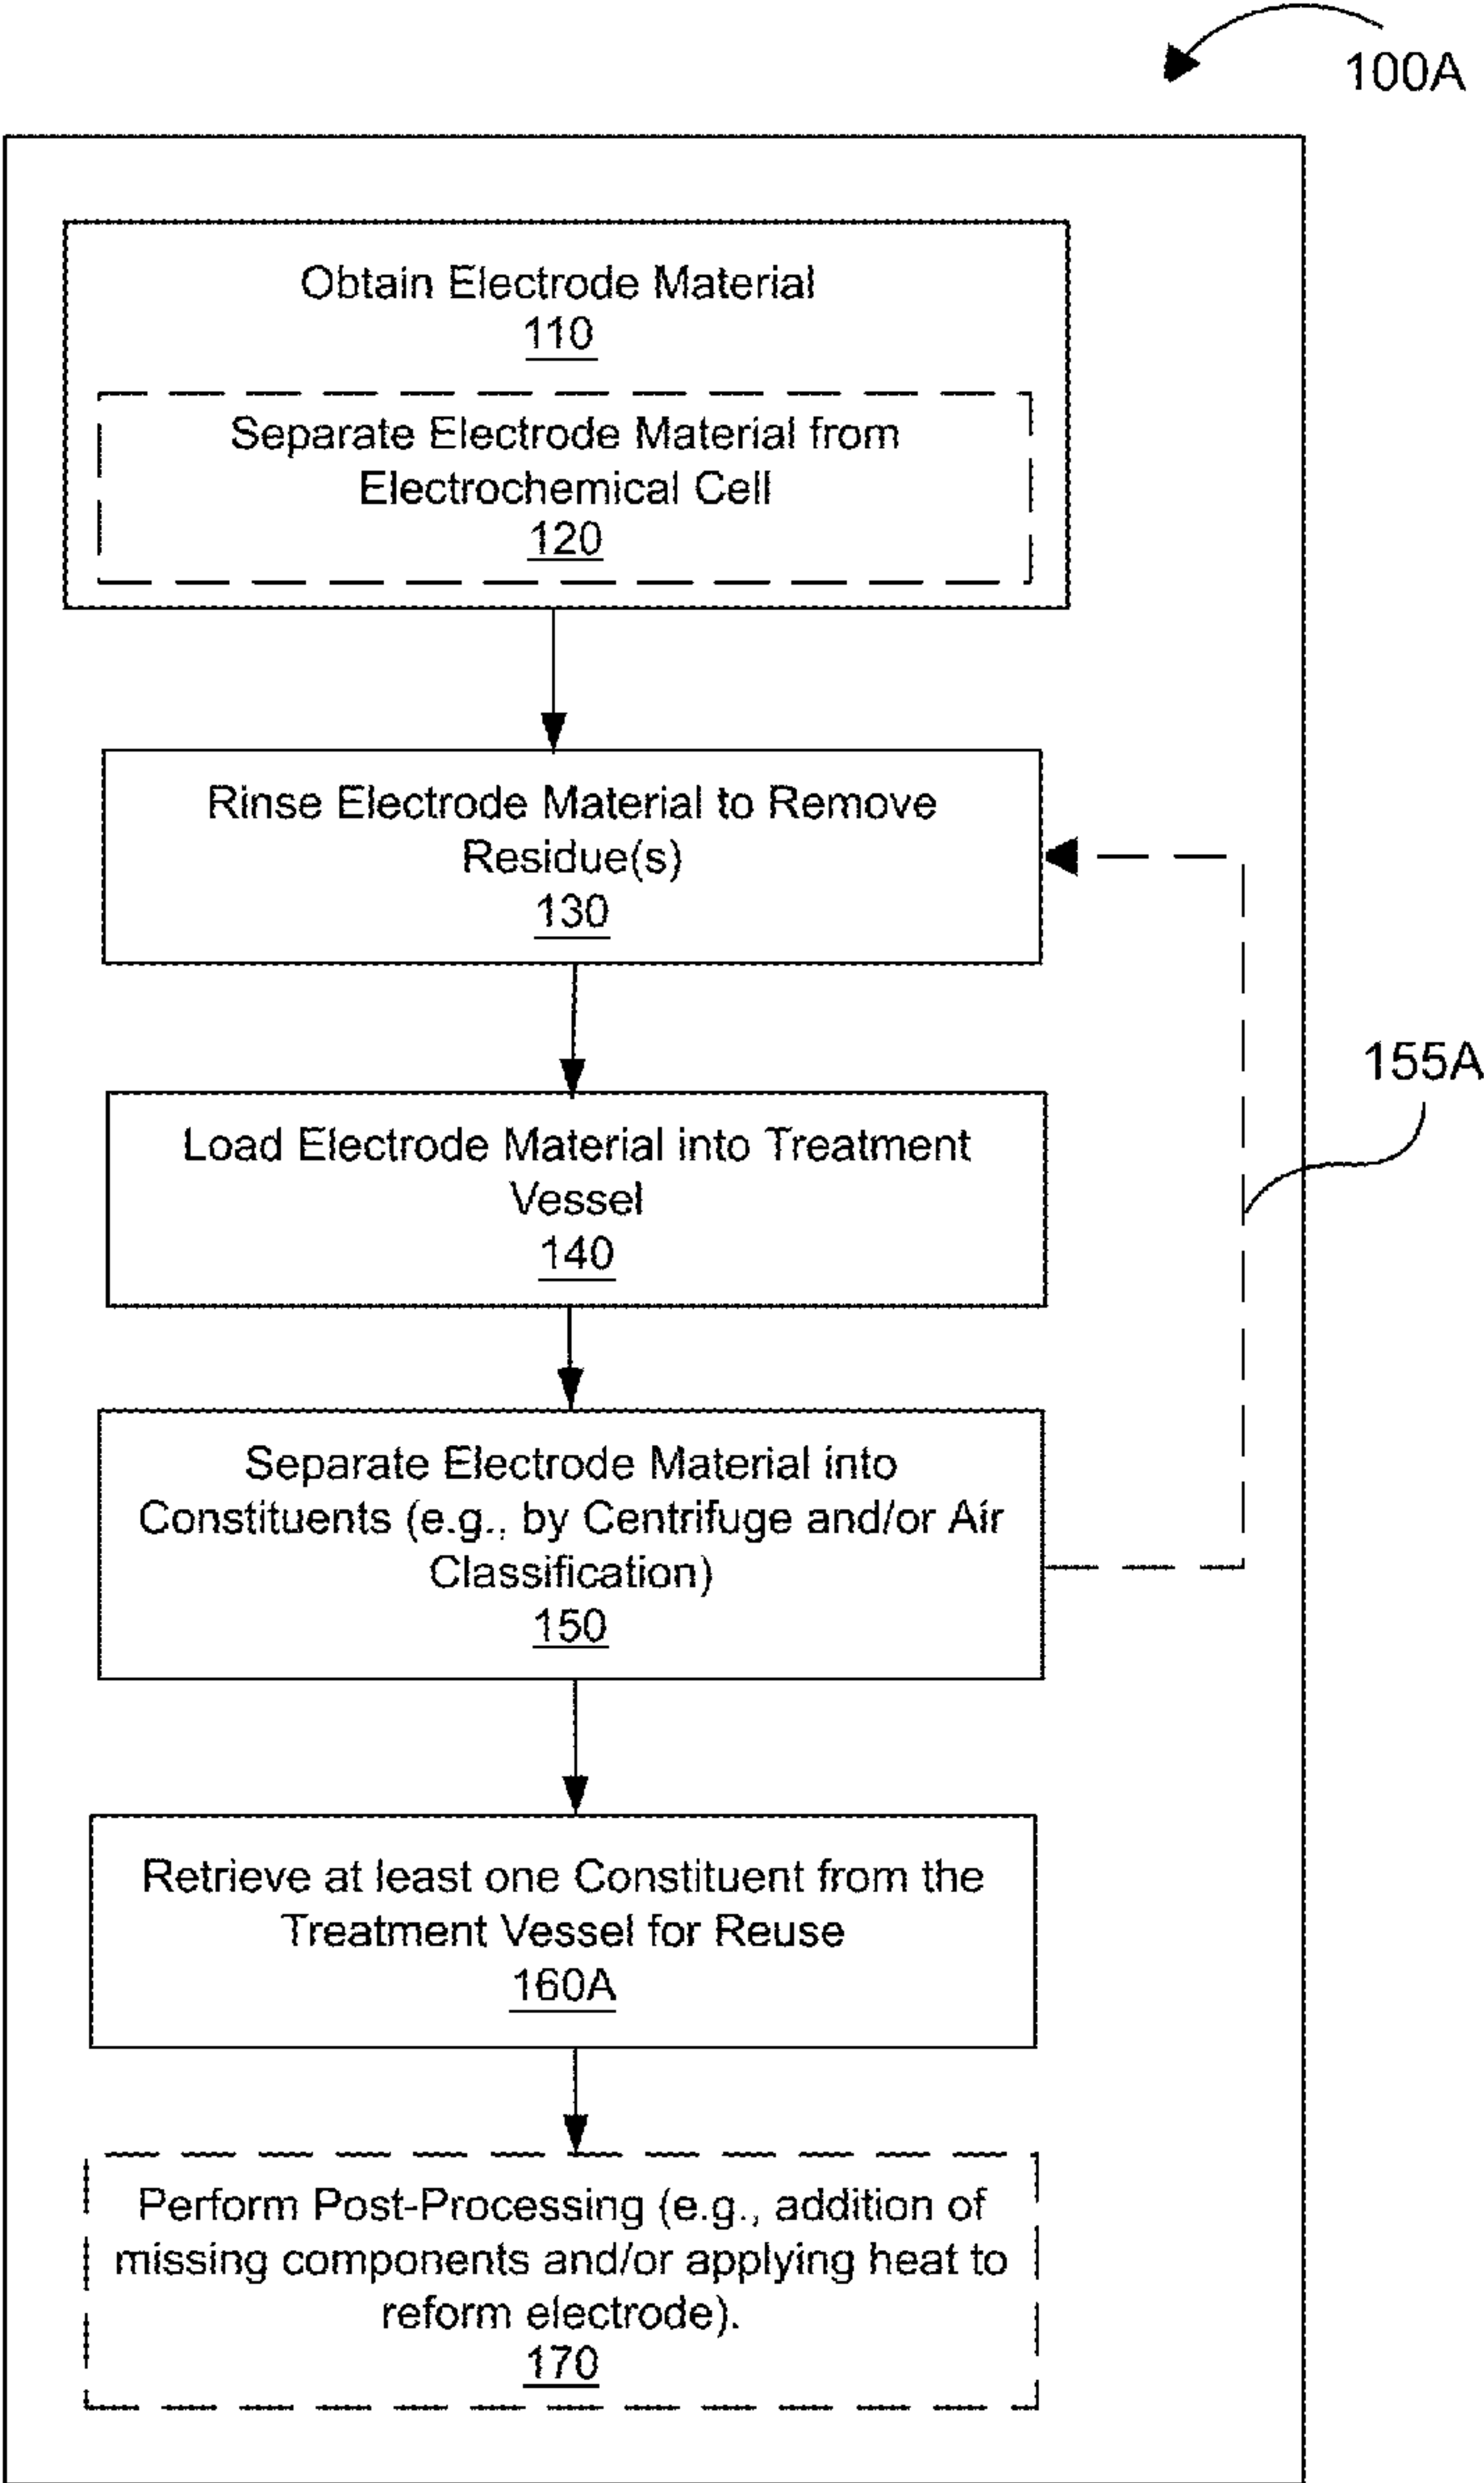 100A
Obtain Electrode Material
110
Separate Electrode Material from
Electrochemical Cell
120
Rinse Electrode Material to Remove
Residue(s)
130
Load Electrode Material into Treatment
Vessel
140
155A
Separate Electrode Material into
Constituents (e.g., by Centrifuge and/or Air
Classification)
150
Retrieve at least one Constituent from the
Treatment Vessel for Reuse
160A
Perform Post-Processing (e.g., addition of
missing components and/or applying heat to
reform electrode).
170